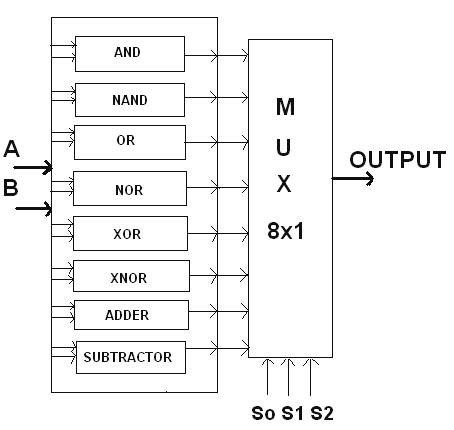 AND
NAND
OR
NOR
XOR
XNOR
ADDER
SUBTRACTOR
A
B
M
U
X
8x1
OUTPUT
So S1 S2